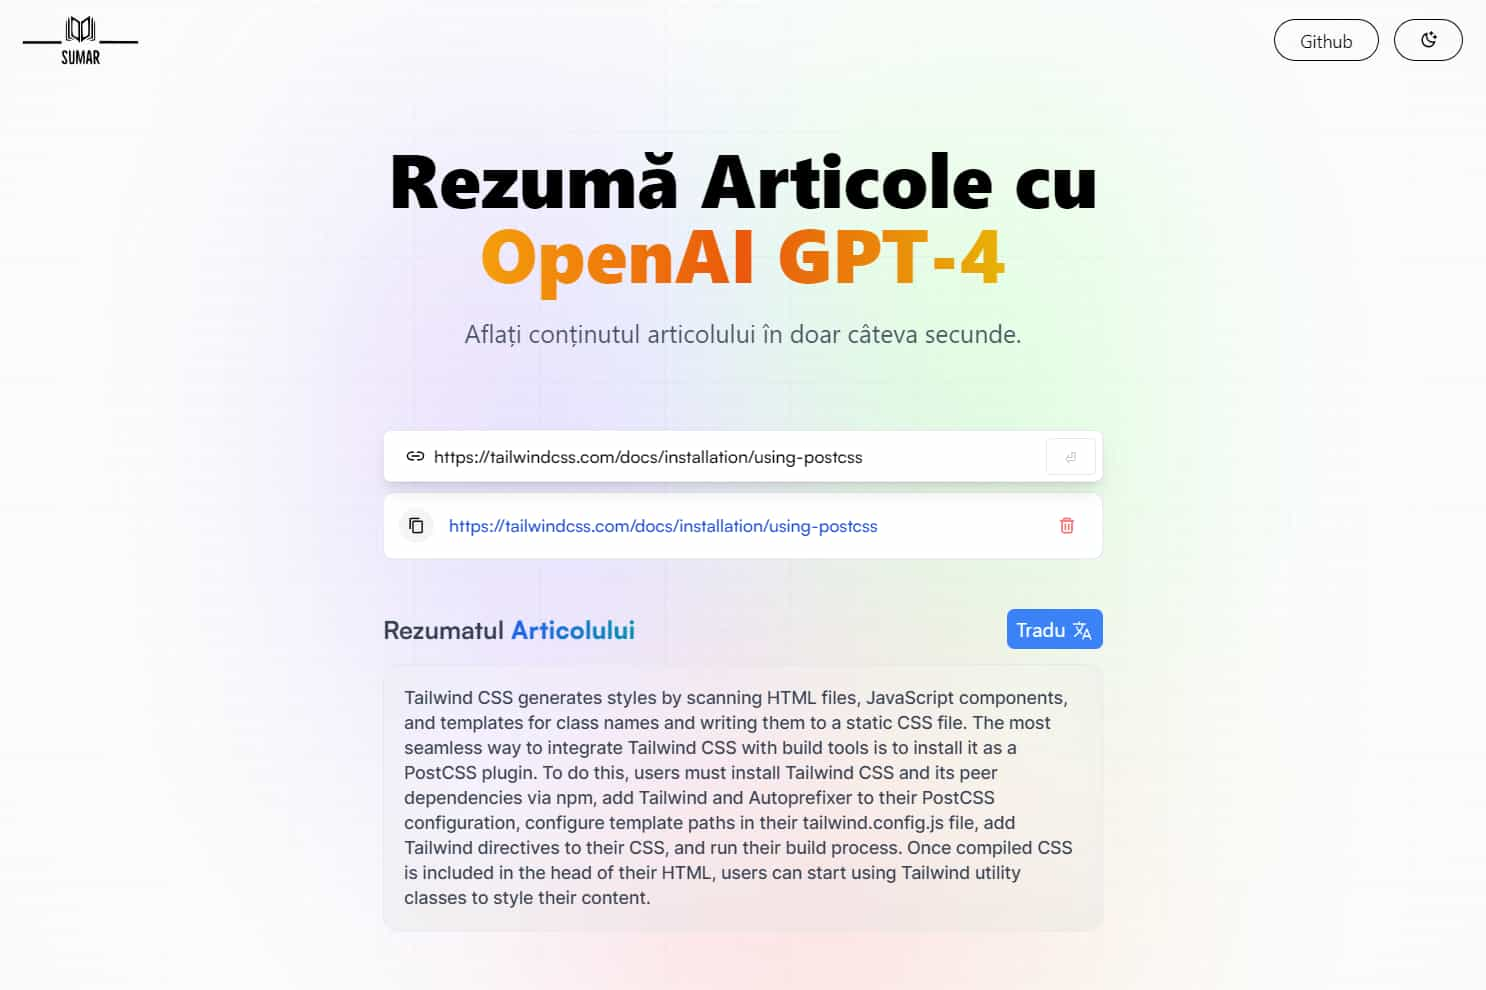 SUMAR
Github
Rezumă Articole cu
OpenAI GPT-4
Aflați conținutul articolului în doar câteva secunde.
https://tailwindcss.com/docs/installation/using-postcss
https://tailwindcss.com/docs/installation/using-postcss
Rezumatul Articolului
Tradu
Tailwind CSS generates styles by scanning HTML files, JavaScript components,
and templates for class names and writing them to a static CSS file. The most
seamless way to integrate Tailwind CSS with build tools is to install it as a
PostCSS plugin. To do this, users must install Tailwind CSS and its peer
dependencies via npm, add Tailwind and Autoprefixer to their PostCSS
configuration, configure template paths in their tailwind.config.js file, add
Tailwind directives to their CSS, and run their build process. Once compiled CSS
is included in the head of their HTML, users can start using Tailwind utility
classes to style their content.